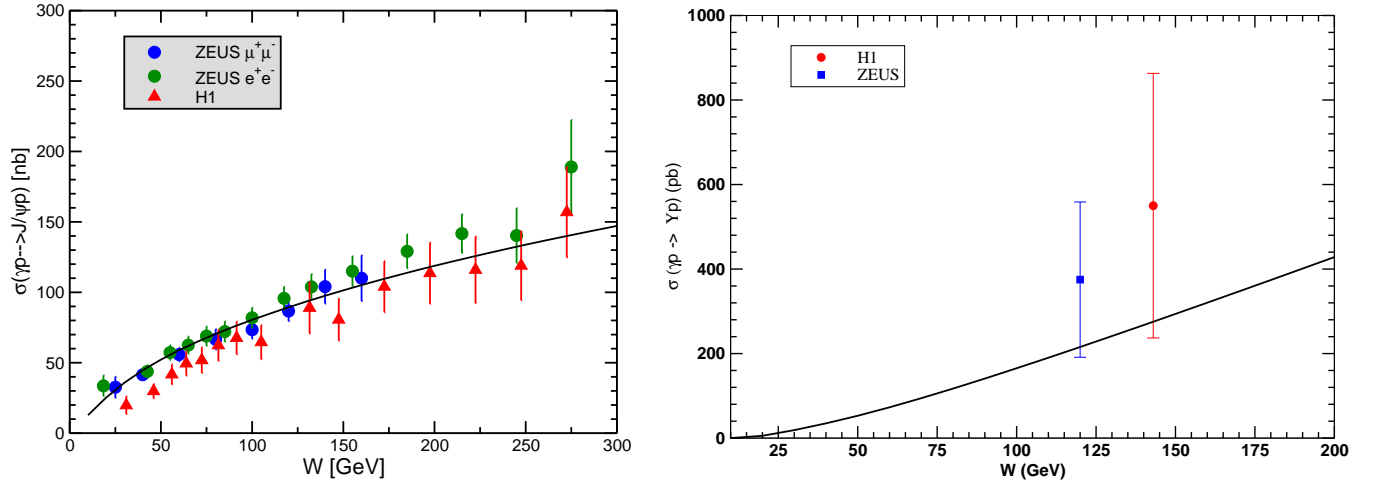 300
250
200
150
100
50
0
σ(γp-->J/ψp) [nb]
ZEUS μ⁺μ⁻
ZEUS e⁺e⁻
H1
0 50 100 150 200 250 300
W [GeV]
1000
800
600
400
200
0
σ (γp -> Yp) (pb)
H1
ZEUS
25 50 75 100 125 150 175 200
W (GeV)